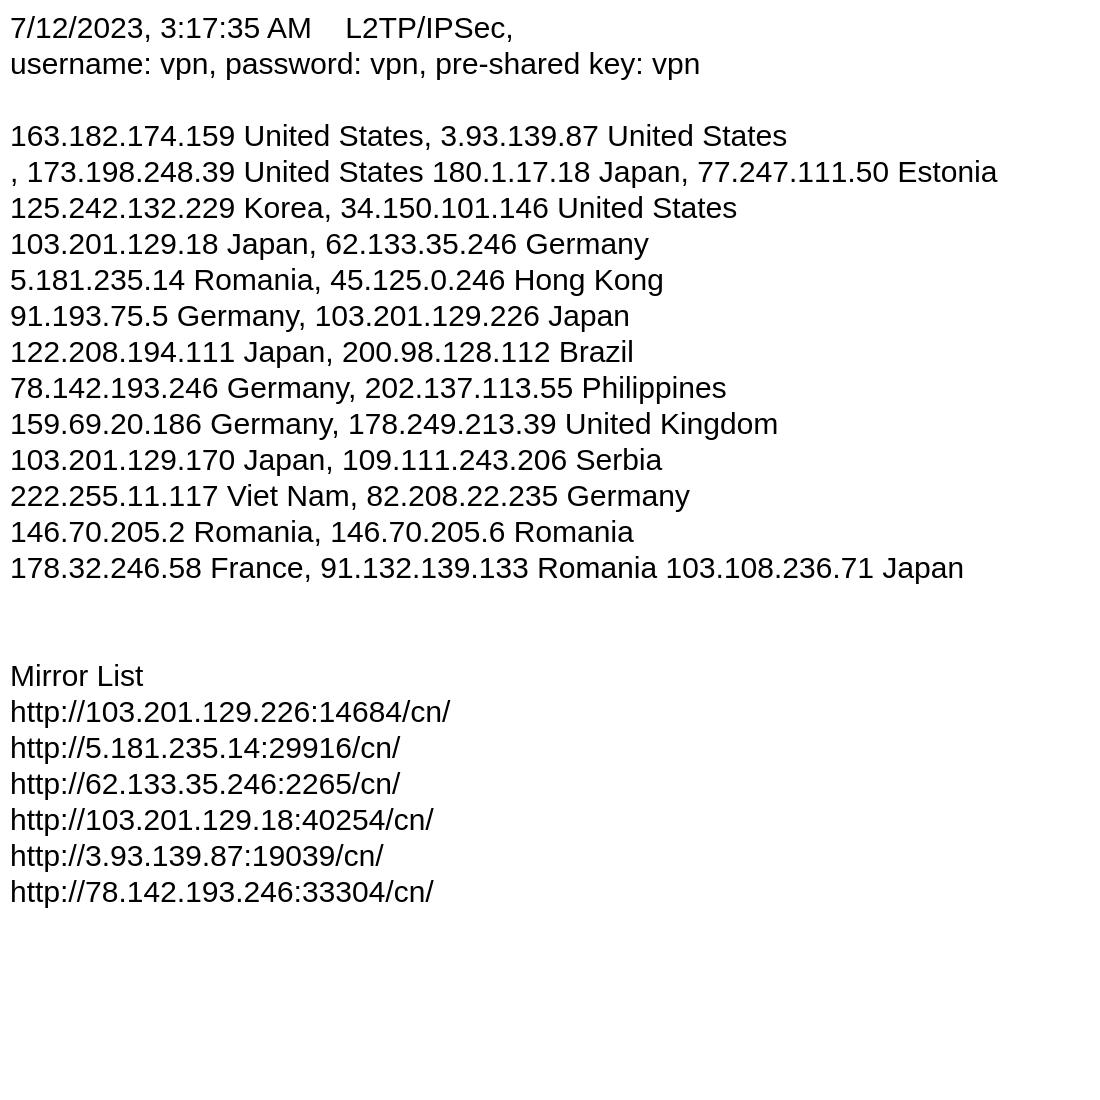 7/12/2023, 3:17:35 AM    L2TP/IPSec,
username: vpn, password: vpn, pre-shared key: vpn
163.182.174.159 United States, 3.93.139.87 United States
, 173.198.248.39 United States 180.1.17.18 Japan, 77.247.111.50 Estonia
125.242.132.229 Korea, 34.150.101.146 United States
103.201.129.18 Japan, 62.133.35.246 Germany
5.181.235.14 Romania, 45.125.0.246 Hong Kong
91.193.75.5 Germany, 103.201.129.226 Japan
122.208.194.111 Japan, 200.98.128.112 Brazil
78.142.193.246 Germany, 202.137.113.55 Philippines
159.69.20.186 Germany, 178.249.213.39 United Kingdom
103.201.129.170 Japan, 109.111.243.206 Serbia
222.255.11.117 Viet Nam, 82.208.22.235 Germany
146.70.205.2 Romania, 146.70.205.6 Romania
178.32.246.58 France, 91.132.139.133 Romania 103.108.236.71 Japan
Mirror List
http://103.201.129.226:14684/cn/
http://5.181.235.14:29916/cn/
http://62.133.35.246:2265/cn/
http://103.201.129.18:40254/cn/
http://3.93.139.87:19039/cn/
http://78.142.193.246:33304/cn/